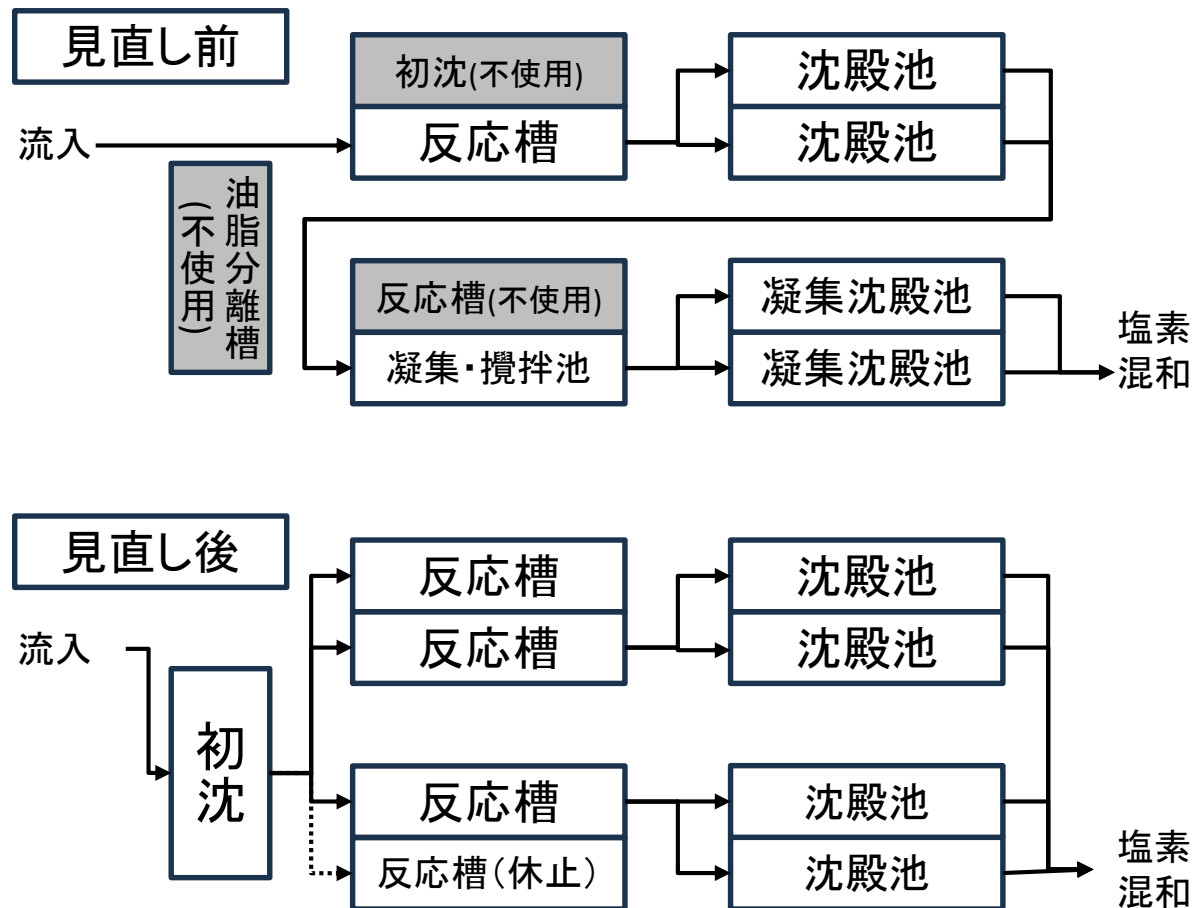 見直し前
初沈(不使用)
沈殿池
流入
反応槽
沈殿池
油脂分離槽
(不使用)
反応槽(不使用)
凝集沈殿池
凝集・攪拌池
凝集沈殿池
塩素
混和
見直し後
反応槽
沈殿池
流入
反応槽
沈殿池
初沈
反応槽
沈殿池
反応槽(休止)
沈殿池
塩素
混和